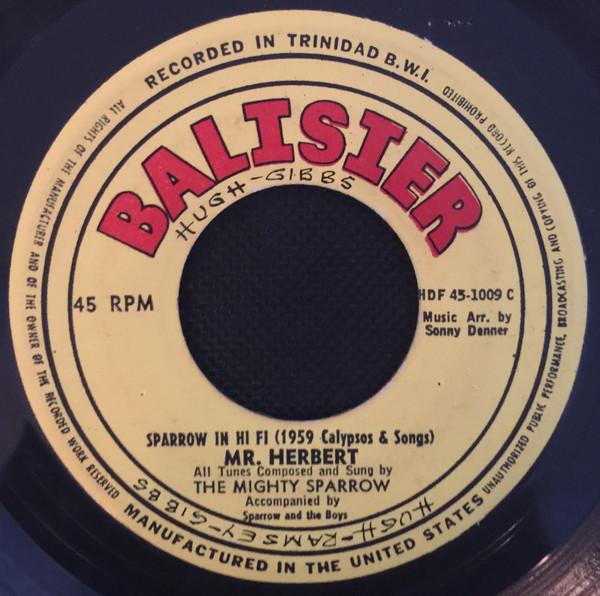 RECORDED IN TRINIDAD B.W.I.
ALL RIGHTS OF THE MANUFACTURER AND OF THE OWNER OF THE RECORDED WORK RESERVED
UNAUTHORIZED PUBLIC PERFORMANCE, BROADCASTING AND COPYING OF THIS RECORD PROHIBITED
BALISIER
HUGH-GIBBS
45 RPM
HDF 45-1009 C
Music Arr. by
Sonny Denner
SPARROW IN HI FI (1959 Calypsos & Songs)
MR. HERBERT
All Tunes Composed and Sung by
THE MIGHTY SPARROW
Accompanied by
Sparrow and the Boys
HUGH-RAMSEY-GIBBS
MANUFACTURED IN THE UNITED STATES